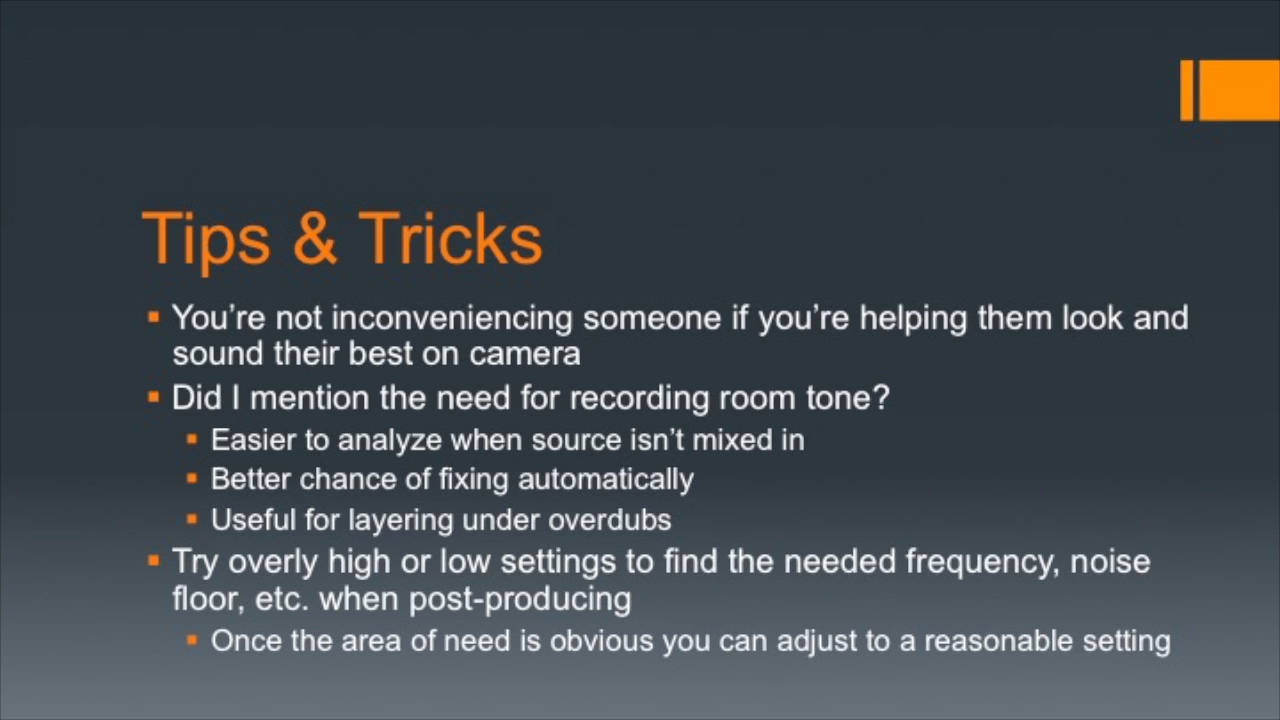 Tips & Tricks
You’re not inconveniencing someone if you’re helping them look and
sound their best on camera
Did I mention the need for recording room tone?
Easier to analyze when source isn’t mixed in
Better chance of fixing automatically
Useful for layering under overdubs
Try overly high or low settings to find the needed frequency, noise
floor, etc. when post-producing
Once the area of need is obvious you can adjust to a reasonable setting